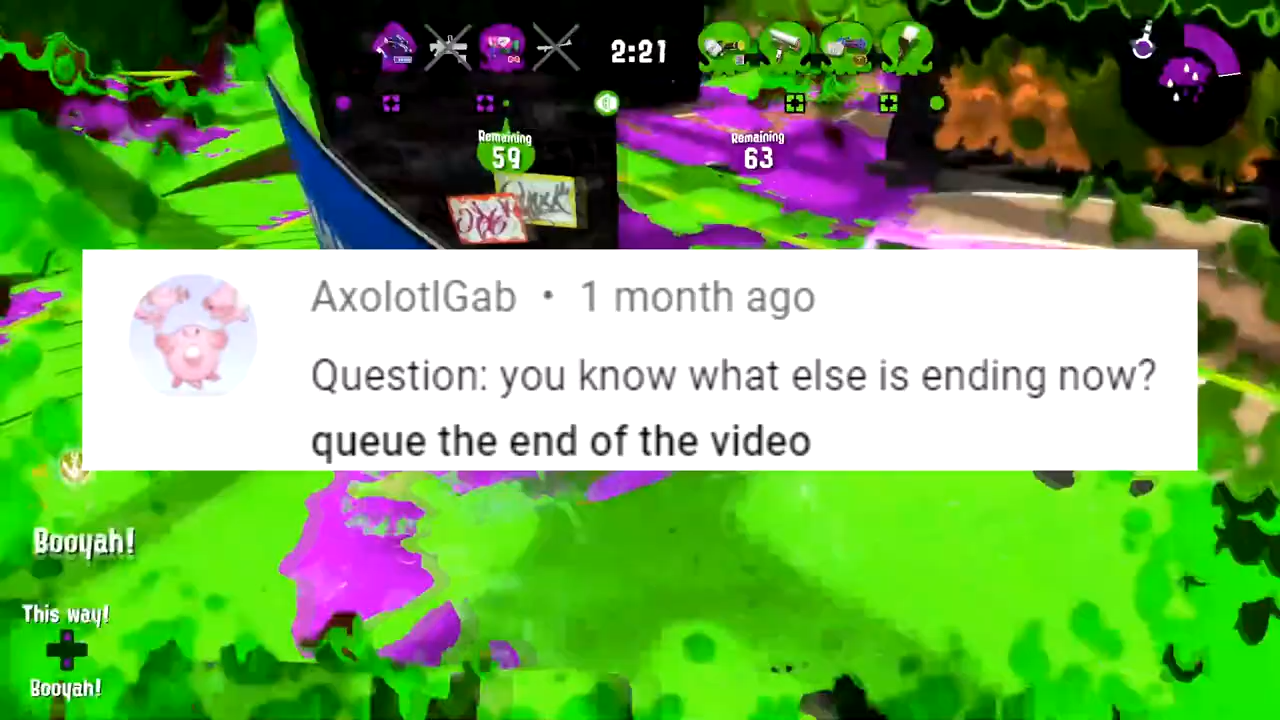 2:21
Remaining
59
Remaining
63
AxolotlGab • 1 month ago
Question: you know what else is ending now?
queue the end of the video
Booyah!
This way!
Booyah!